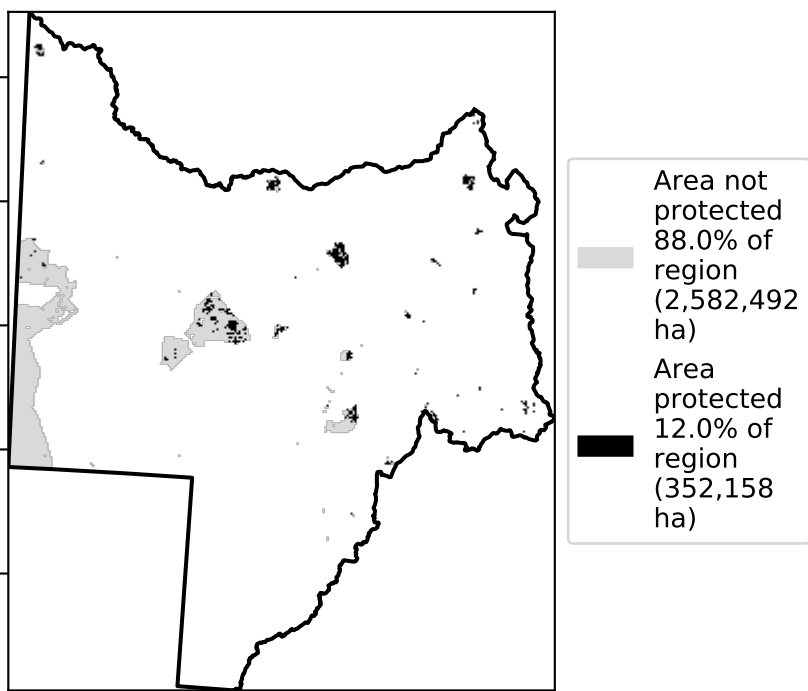 Area not
protected
88.0% of
region
(2,582,492
ha)
Area
protected
12.0% of
region
(352,158
ha)